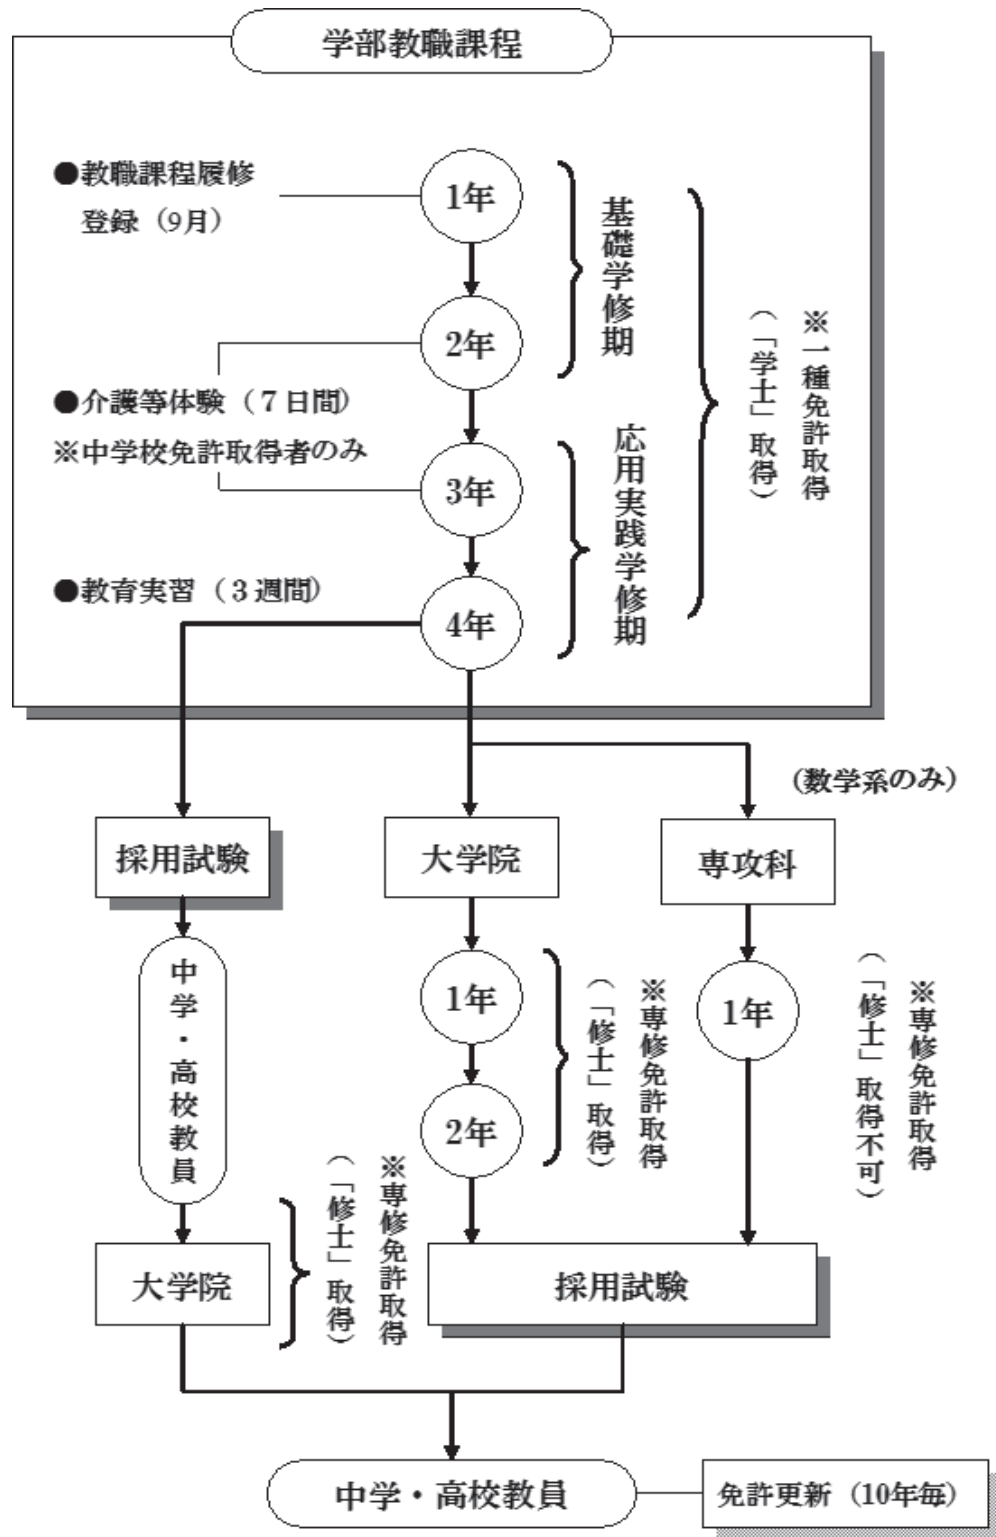 学部教職課程
●教職課程履修
登録（9月）
1年
基礎学修期
2年
●介護等体験（７日間）
※中学校免許取得者のみ
3年
応用実践学修期
●教育実習（３週間）
4年
※一種免許取得
（「学士」取得）
（数学系のみ）
採用試験
大学院
専攻科
中学・高校教員
1年
2年
※専修免許取得
（「修士」取得）
1年
※専修免許取得
（「修士」取得不可）
大学院
※専修免許取得
（「修士」取得）
採用試験
中学・高校教員
免許更新（10年毎）